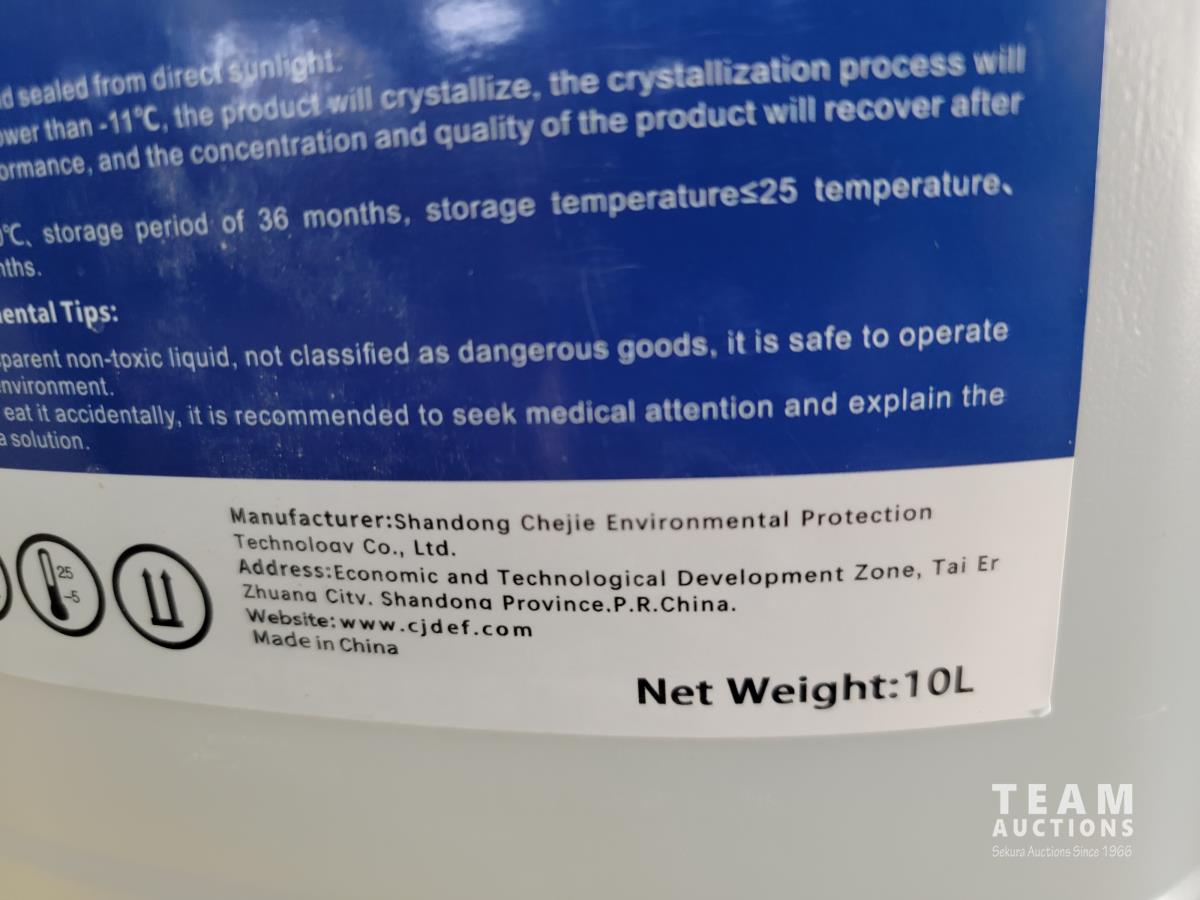 d sealed from direct sunlight.
ower than -11℃, the product will crystallize, the crystallization process will
ormance, and the concentration and quality of the product will recover after
℃、storage period of 36 months, storage temperature≤25 temperature、
nths.
ental Tips:
parent non-toxic liquid, not classified as dangerous goods, it is safe to operate
nvironment.
eat it accidentally, it is recommended to seek medical attention and explain the
a solution.
25
-5
Manufacturer:Shandong Chejie Environmental Protection
Technology Co., Ltd.
Address:Economic and Technological Development Zone, Tai Er
Zhuang City. Shandong Province.P.R.China.
Website:www.cjdef.com
Made in China
Net Weight:10L
TEAM
AUCTIONS
Sekura Auctions Since 1966